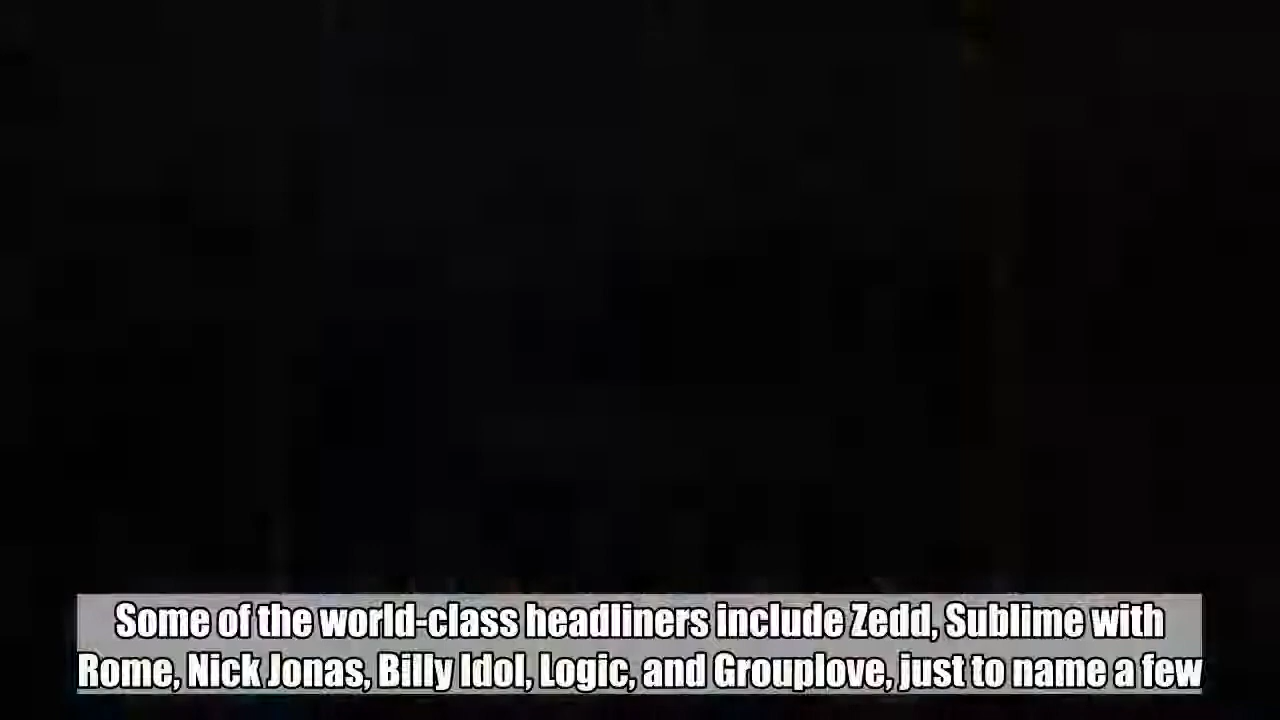 Some of the world-class headliners include Zedd, Sublime with
Rome, Nick Jonas, Billy Idol, Logic, and Grouplove, just to name a few